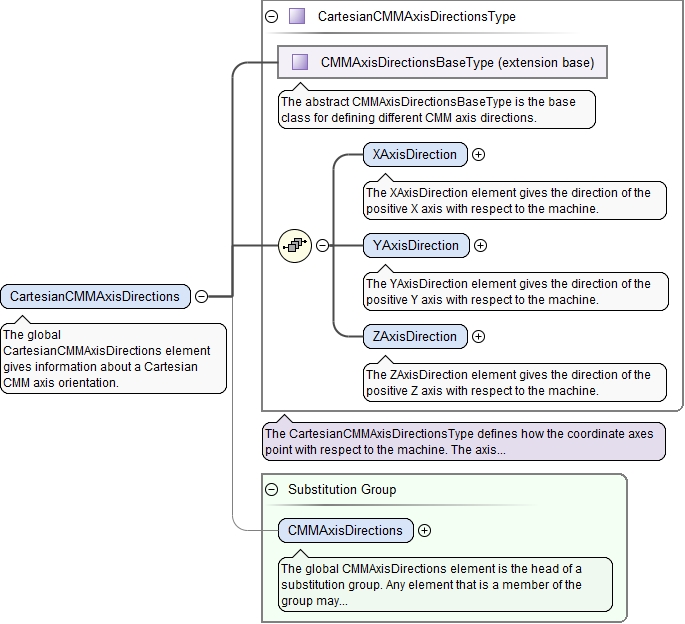 CartesianCMMAxisDirectionsType
CMMAxisDirectionsBaseType (extension base)
The abstract CMMAxisDirectionsBaseType is the base
class for defining different CMM axis directions.
XAxisDirection
The XAxisDirection element gives the direction of the
positive X axis with respect to the machine.
YAxisDirection
The YAxisDirection element gives the direction of the
positive Y axis with respect to the machine.
ZAxisDirection
The ZAxisDirection element gives the direction of the
positive Z axis with respect to the machine.
CartesianCMMAxisDirections
The global
CartesianCMMAxisDirections element
gives information about a Cartesian
CMM axis orientation.
The CartesianCMMAxisDirectionsType defines how the coordinate axes
point with respect to the machine. The axis...
Substitution Group
CMMAxisDirections
The global CMMAxisDirections element is the head of a
substitution group. Any element that is a member of the
group may...